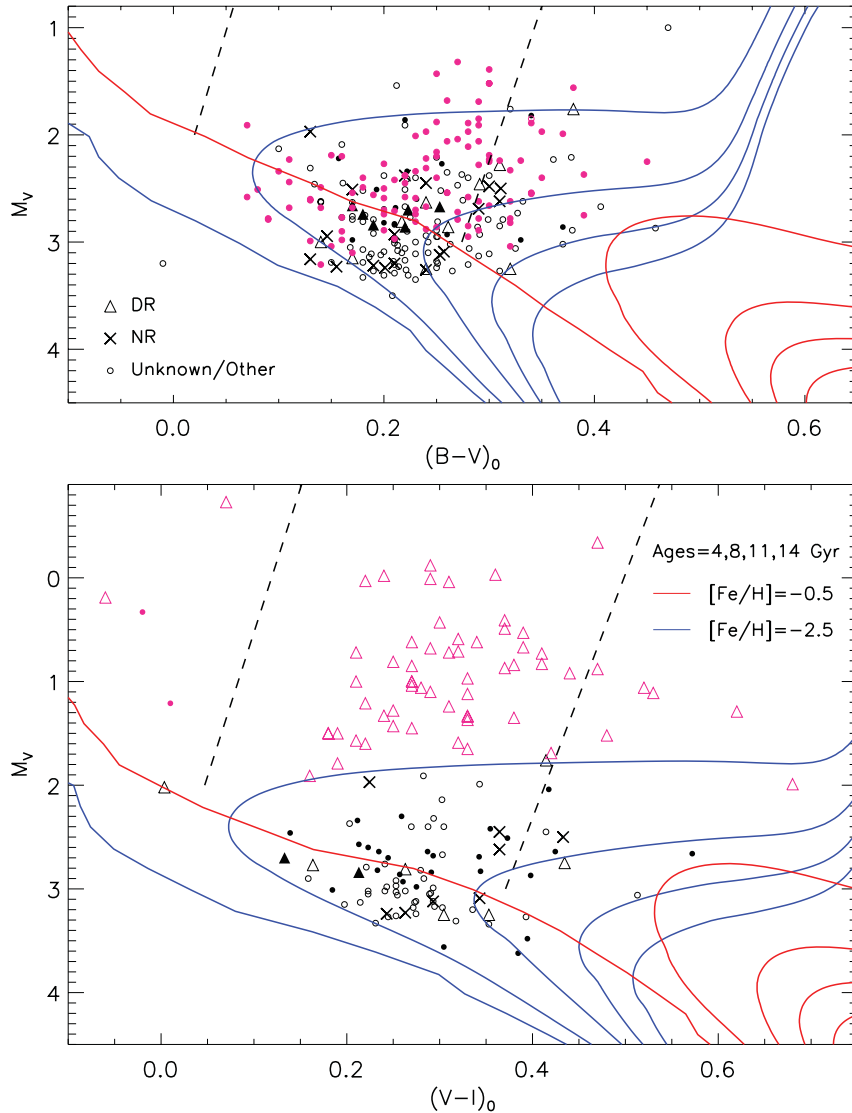 1
2
3
4
M_V
△ DR
× NR
○ Unknown/Other
0.0 0.2 0.4 0.6
(B−V)₀
0
1
2
3
4
M_V
Ages=4,8,11,14 Gyr
[Fe/H]=−0.5
[Fe/H]=−2.5
0.0 0.2 0.4 0.6
(V−I)₀